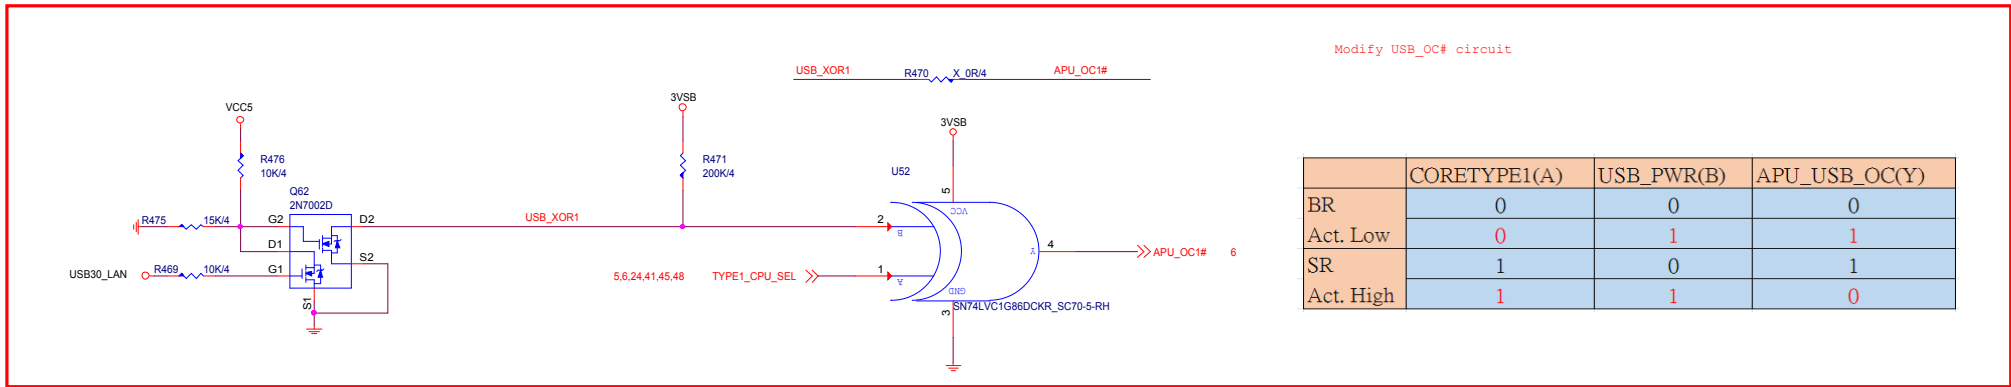 Modify USB_OC# circuit
USB_XOR1 R470 X_0R/4 APU_OC1#
VCC5
3VSB
3VSB
R476
10K/4
R471
200K/4
U52
Q62
2N7002D
5
VCC
R475 15K/4 G2 D2 USB_XOR1 2
B
D1
S2
4
Y
APU_OC1# 6
USB30_LAN R469 10K/4 G1
5,6,24,41,45,48 TYPE1_CPU_SEL 1
A
S1
GND
3
SN74LVC1G86DCKR_SC70-5-RH
CORETYPE1(A) USB_PWR(B) APU_USB_OC(Y)
BR 0 0 0
Act. Low 0 1 1
SR 1 0 1
Act. High 1 1 0